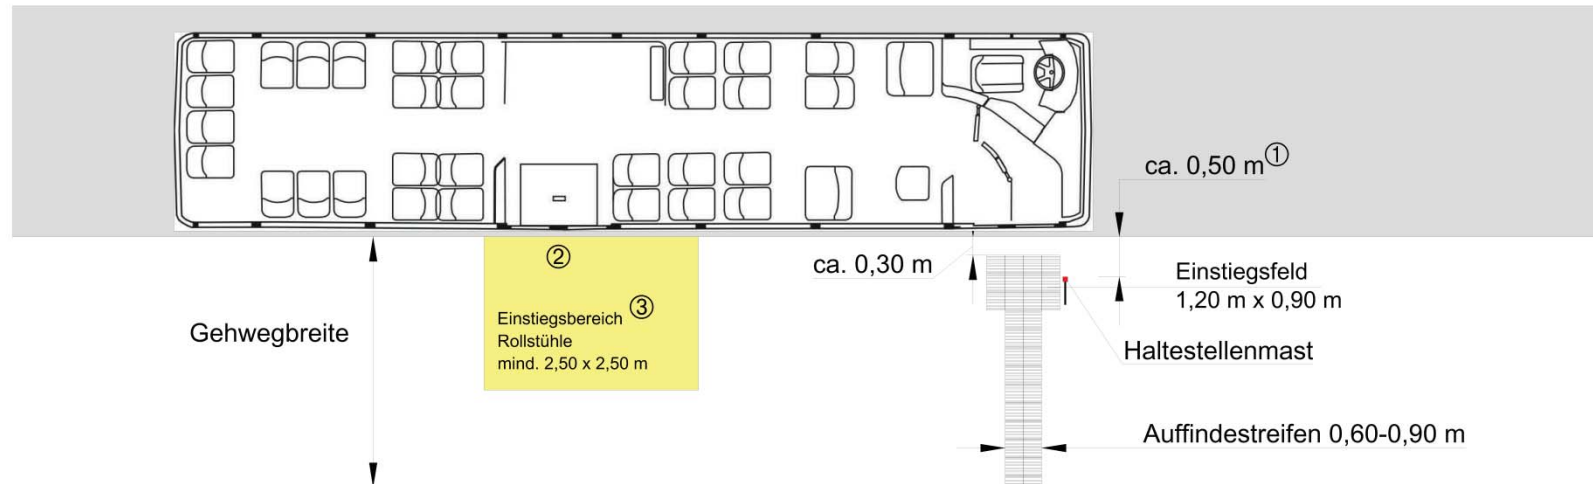 ca. 0,50 m①
②
ca. 0,30 m
Einstiegsfeld
1,20 m x 0,90 m
Einstiegsbereich ③
Rollstühle
mind. 2,50 x 2,50 m
Gehwegbreite
Haltestellenmast
Auffindestreifen 0,60-0,90 m